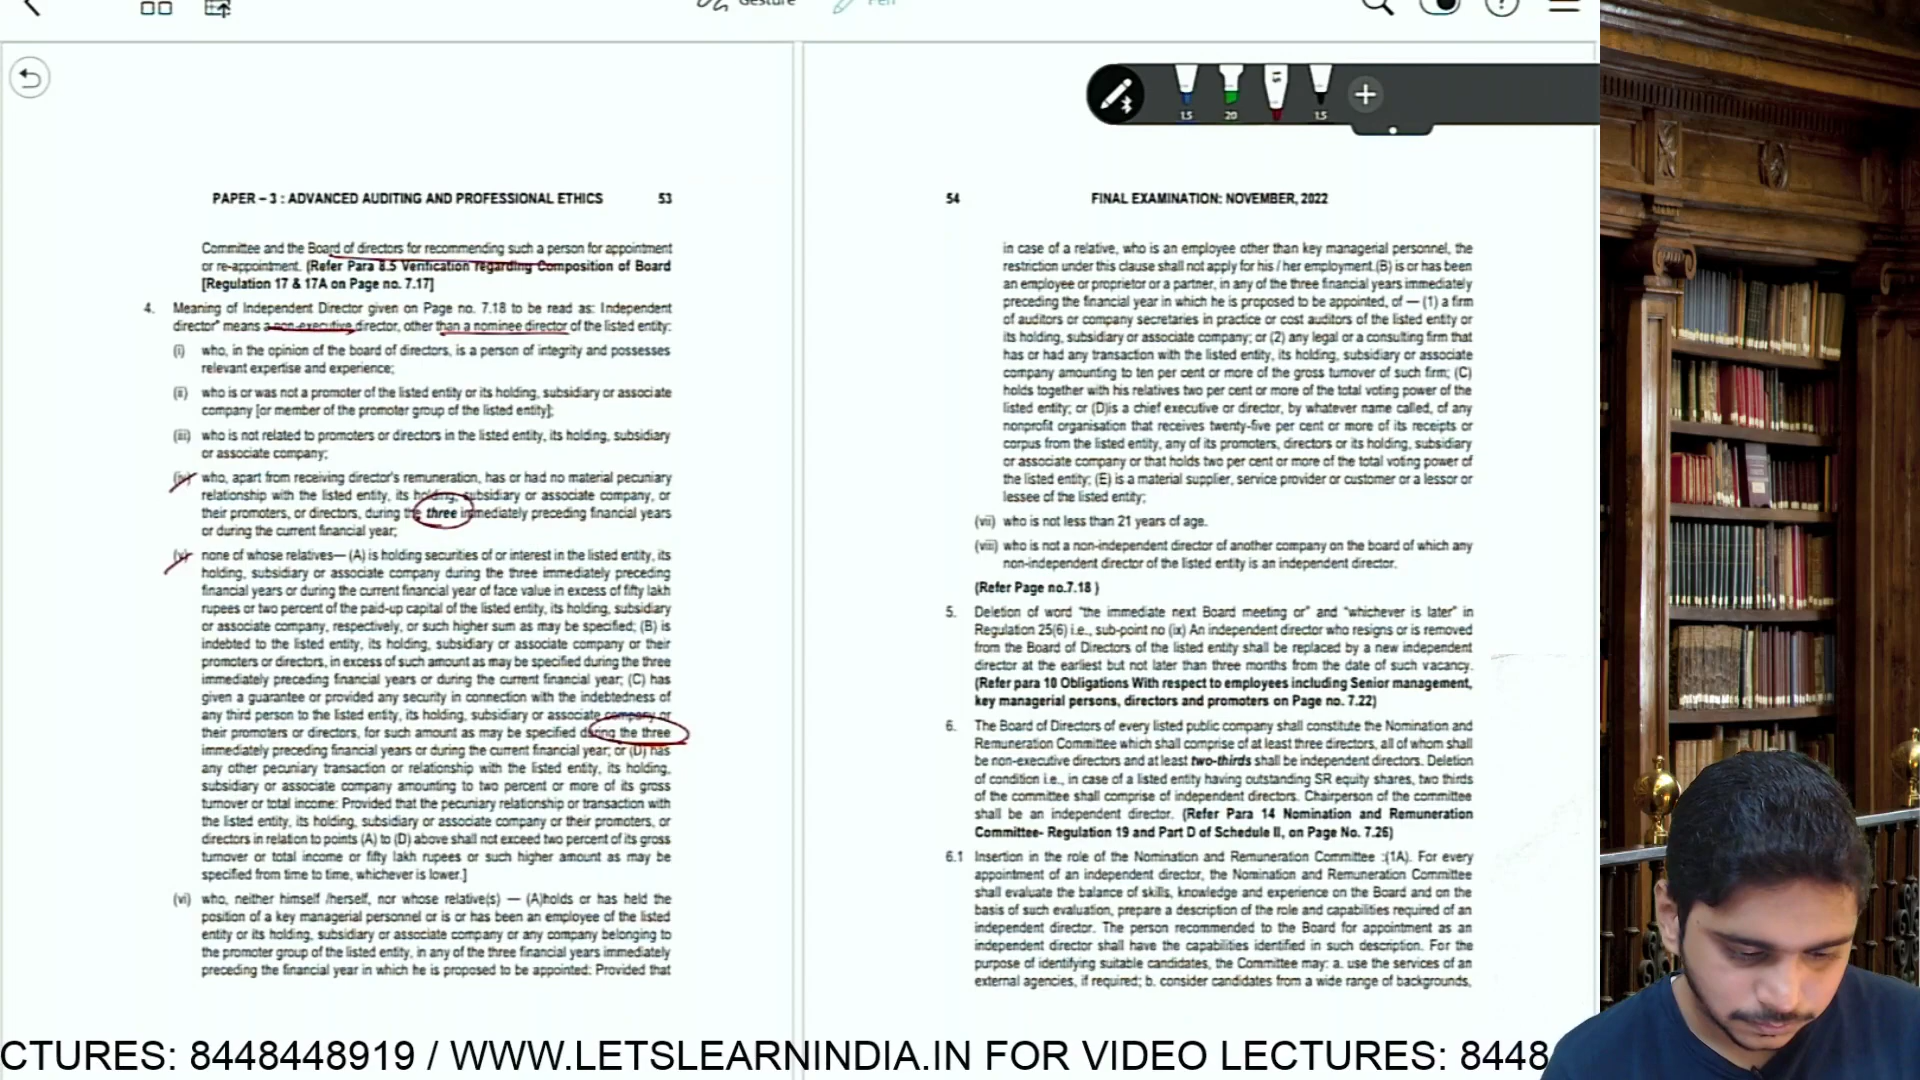 Gesture
Pen
1.5
20
1.5
1.5
PAPER – 3 : ADVANCED AUDITING AND PROFESSIONAL ETHICS 53
Committee and the Board of directors for recommending such a person for appointment
or re-appointment. (Refer Para 8.5 Verification regarding Composition of Board
[Regulation 17 & 17A on Page no. 7.17]
4. Meaning of Independent Director given on Page no. 7.18 to be read as: Independent
director" means a non-executive director, other than a nominee director of the listed entity:
(i) who, in the opinion of the board of directors, is a person of integrity and possesses
relevant expertise and experience;
(ii) who is or was not a promoter of the listed entity or its holding, subsidiary or associate
company [or member of the promoter group of the listed entity];
(iii) who is not related to promoters or directors in the listed entity, its holding, subsidiary
or associate company;
(iv) who, apart from receiving director's remuneration, has or had no material pecuniary
relationship with the listed entity, its holding, subsidiary or associate company, or
their promoters, or directors, during the three immediately preceding financial years
or during the current financial year;
(v) none of whose relatives— (A) is holding securities of or interest in the listed entity, its
holding, subsidiary or associate company during the three immediately preceding
financial years or during the current financial year of face value in excess of fifty lakh
rupees or two percent of the paid-up capital of the listed entity, its holding, subsidiary
or associate company, respectively, or such higher sum as may be specified; (B) is
indebted to the listed entity, its holding, subsidiary or associate company or their
promoters or directors, in excess of such amount as may be specified during the three
immediately preceding financial years or during the current financial year; (C) has
given a guarantee or provided any security in connection with the indebtedness of
any third person to the listed entity, its holding, subsidiary or associate company or
their promoters or directors, for such amount as may be specified during the three
immediately preceding financial years or during the current financial year; or (D) has
any other pecuniary transaction or relationship with the listed entity, its holding,
subsidiary or associate company amounting to two percent or more of its gross
turnover or total income: Provided that the pecuniary relationship or transaction with
the listed entity, its holding, subsidiary or associate company or their promoters, or
directors in relation to points (A) to (D) above shall not exceed two percent of its gross
turnover or total income or fifty lakh rupees or such higher amount as may be
specified from time to time, whichever is lower.]
(vi) who, neither himself /herself, nor whose relative(s) — (A)holds or has held the
position of a key managerial personnel or is or has been an employee of the listed
entity or its holding, subsidiary or associate company or any company belonging to
the promoter group of the listed entity, in any of the three financial years immediately
preceding the financial year in which he is proposed to be appointed: Provided that
54 FINAL EXAMINATION: NOVEMBER, 2022
in case of a relative, who is an employee other than key managerial personnel, the
restriction under this clause shall not apply for his / her employment.(B) is or has been
an employee or proprietor or a partner, in any of the three financial years immediately
preceding the financial year in which he is proposed to be appointed, of — (1) a firm
of auditors or company secretaries in practice or cost auditors of the listed entity or
its holding, subsidiary or associate company; or (2) any legal or a consulting firm that
has or had any transaction with the listed entity, its holding, subsidiary or associate
company amounting to ten per cent or more of the gross turnover of such firm; (C)
holds together with his relatives two per cent or more of the total voting power of the
listed entity; or (D)is a chief executive or director, by whatever name called, of any
nonprofit organisation that receives twenty-five per cent or more of its receipts or
corpus from the listed entity, any of its promoters, directors or its holding, subsidiary
or associate company or that holds two per cent or more of the total voting power of
the listed entity; (E) is a material supplier, service provider or customer or a lessor or
lessee of the listed entity;
(vii) who is not less than 21 years of age.
(viii) who is not a non-independent director of another company on the board of which any
non-independent director of the listed entity is an independent director.
(Refer Page no.7.18 )
5. Deletion of word "the immediate next Board meeting or" and "whichever is later" in
Regulation 25(6) i.e., sub-point no (ix) An independent director who resigns or is removed
from the Board of Directors of the listed entity shall be replaced by a new independent
director at the earliest but not later than three months from the date of such vacancy.
(Refer para 10 Obligations With respect to employees including Senior management,
key managerial persons, directors and promoters on Page no. 7.22)
6. The Board of Directors of every listed public company shall constitute the Nomination and
Remuneration Committee which shall comprise of at least three directors, all of whom shall
be non-executive directors and at least two-thirds shall be independent directors. Deletion
of condition i.e., in case of a listed entity having outstanding SR equity shares, two thirds
of the committee shall comprise of independent directors. Chairperson of the committee
shall be an independent director. (Refer Para 14 Nomination and Remuneration
Committee- Regulation 19 and Part D of Schedule II, on Page No. 7.26)
6.1 Insertion in the role of the Nomination and Remuneration Committee :(1A). For every
appointment of an independent director, the Nomination and Remuneration Committee
shall evaluate the balance of skills, knowledge and experience on the Board and on the
basis of such evaluation, prepare a description of the role and capabilities required of an
independent director. The person recommended to the Board for appointment as an
independent director shall have the capabilities identified in such description. For the
purpose of identifying suitable candidates, the Committee may: a. use the services of an
external agencies, if required; b. consider candidates from a wide range of backgrounds,
CTURES: 8448448919 / WWW.LETSLEARNINDIA.IN FOR VIDEO LECTURES: 8448